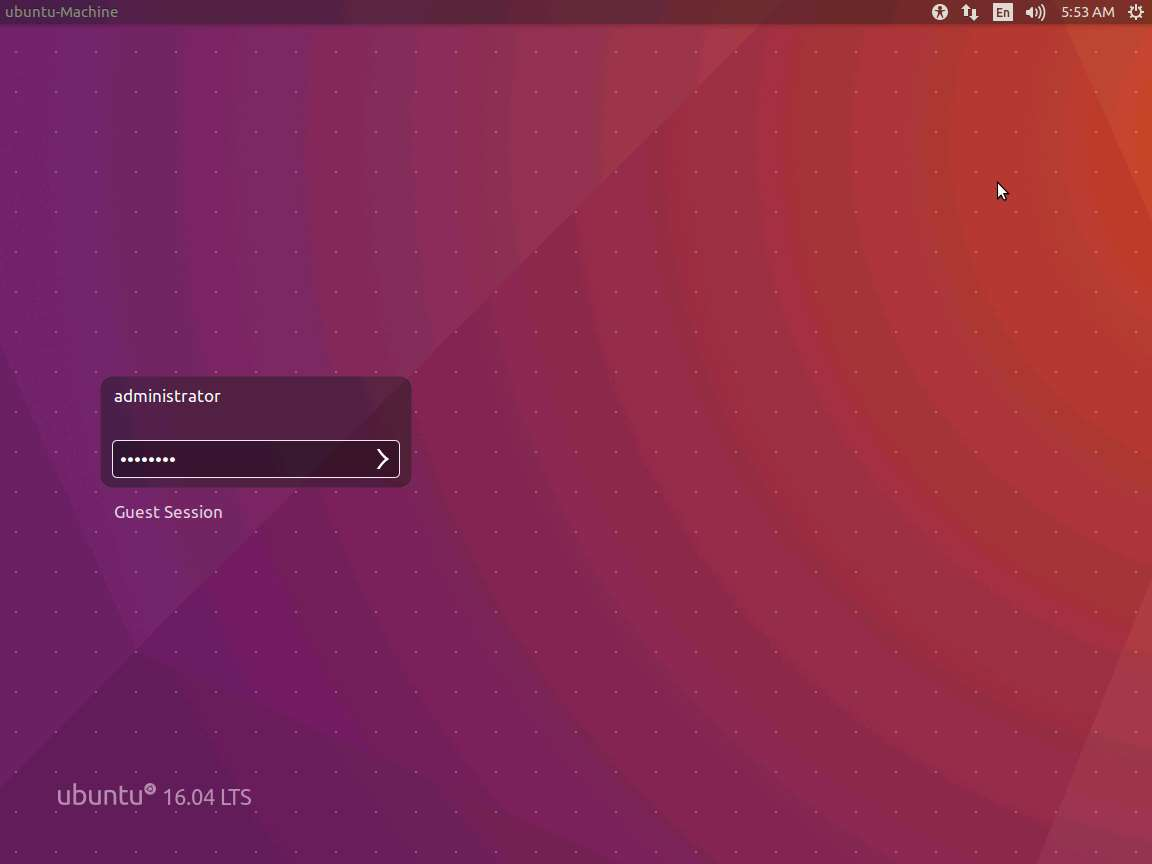 ubuntu-Machine
En
5:53 AM
administrator
••••••••
Guest Session
ubuntu® 16.04 LTS